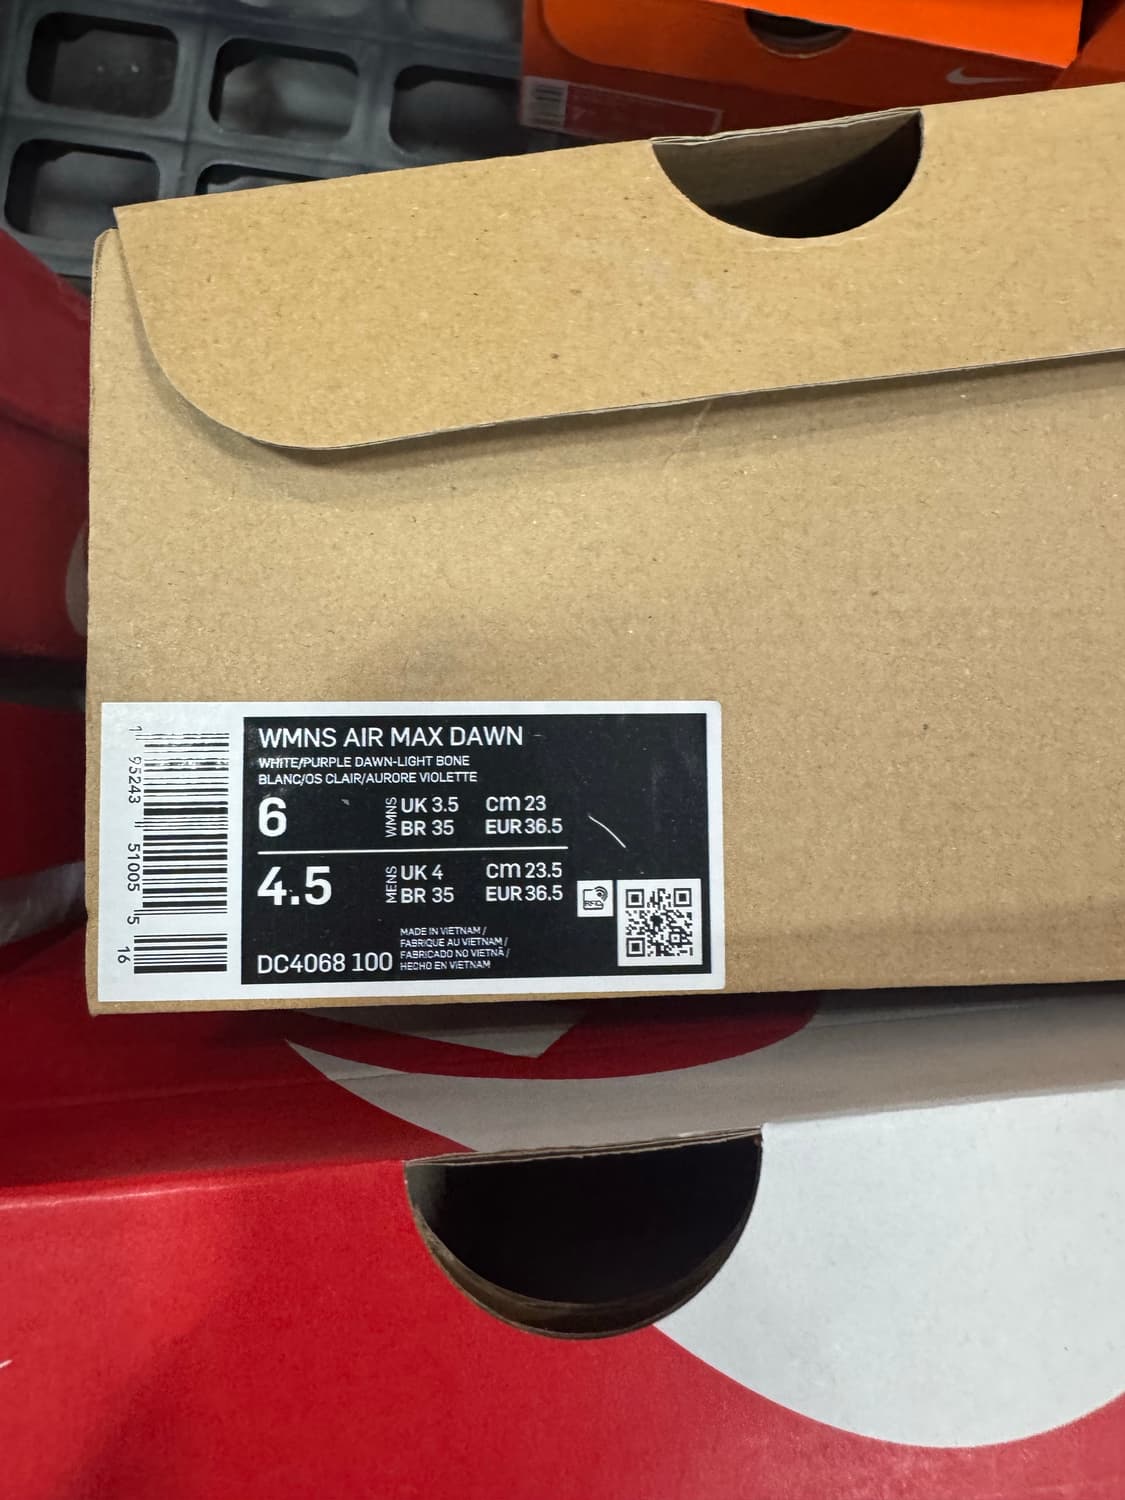 WMNS AIR MAX DAWN
WHITE/PURPLE DAWN-LIGHT BONE
BLANC/OS CLAIR/AURORE VIOLETTE
6 WMNS UK 3.5 cm 23
BR 35 EUR 36.5
4.5 MENS UK 4 cm 23.5
BR 35 EUR 36.5
DC4068 100
MADE IN VIETNAM /
FABRIQUE AU VIETNAM /
FABRICADO NO VIETNÃ /
HECHO EN VIETNAM
1 95243 51005 5 16